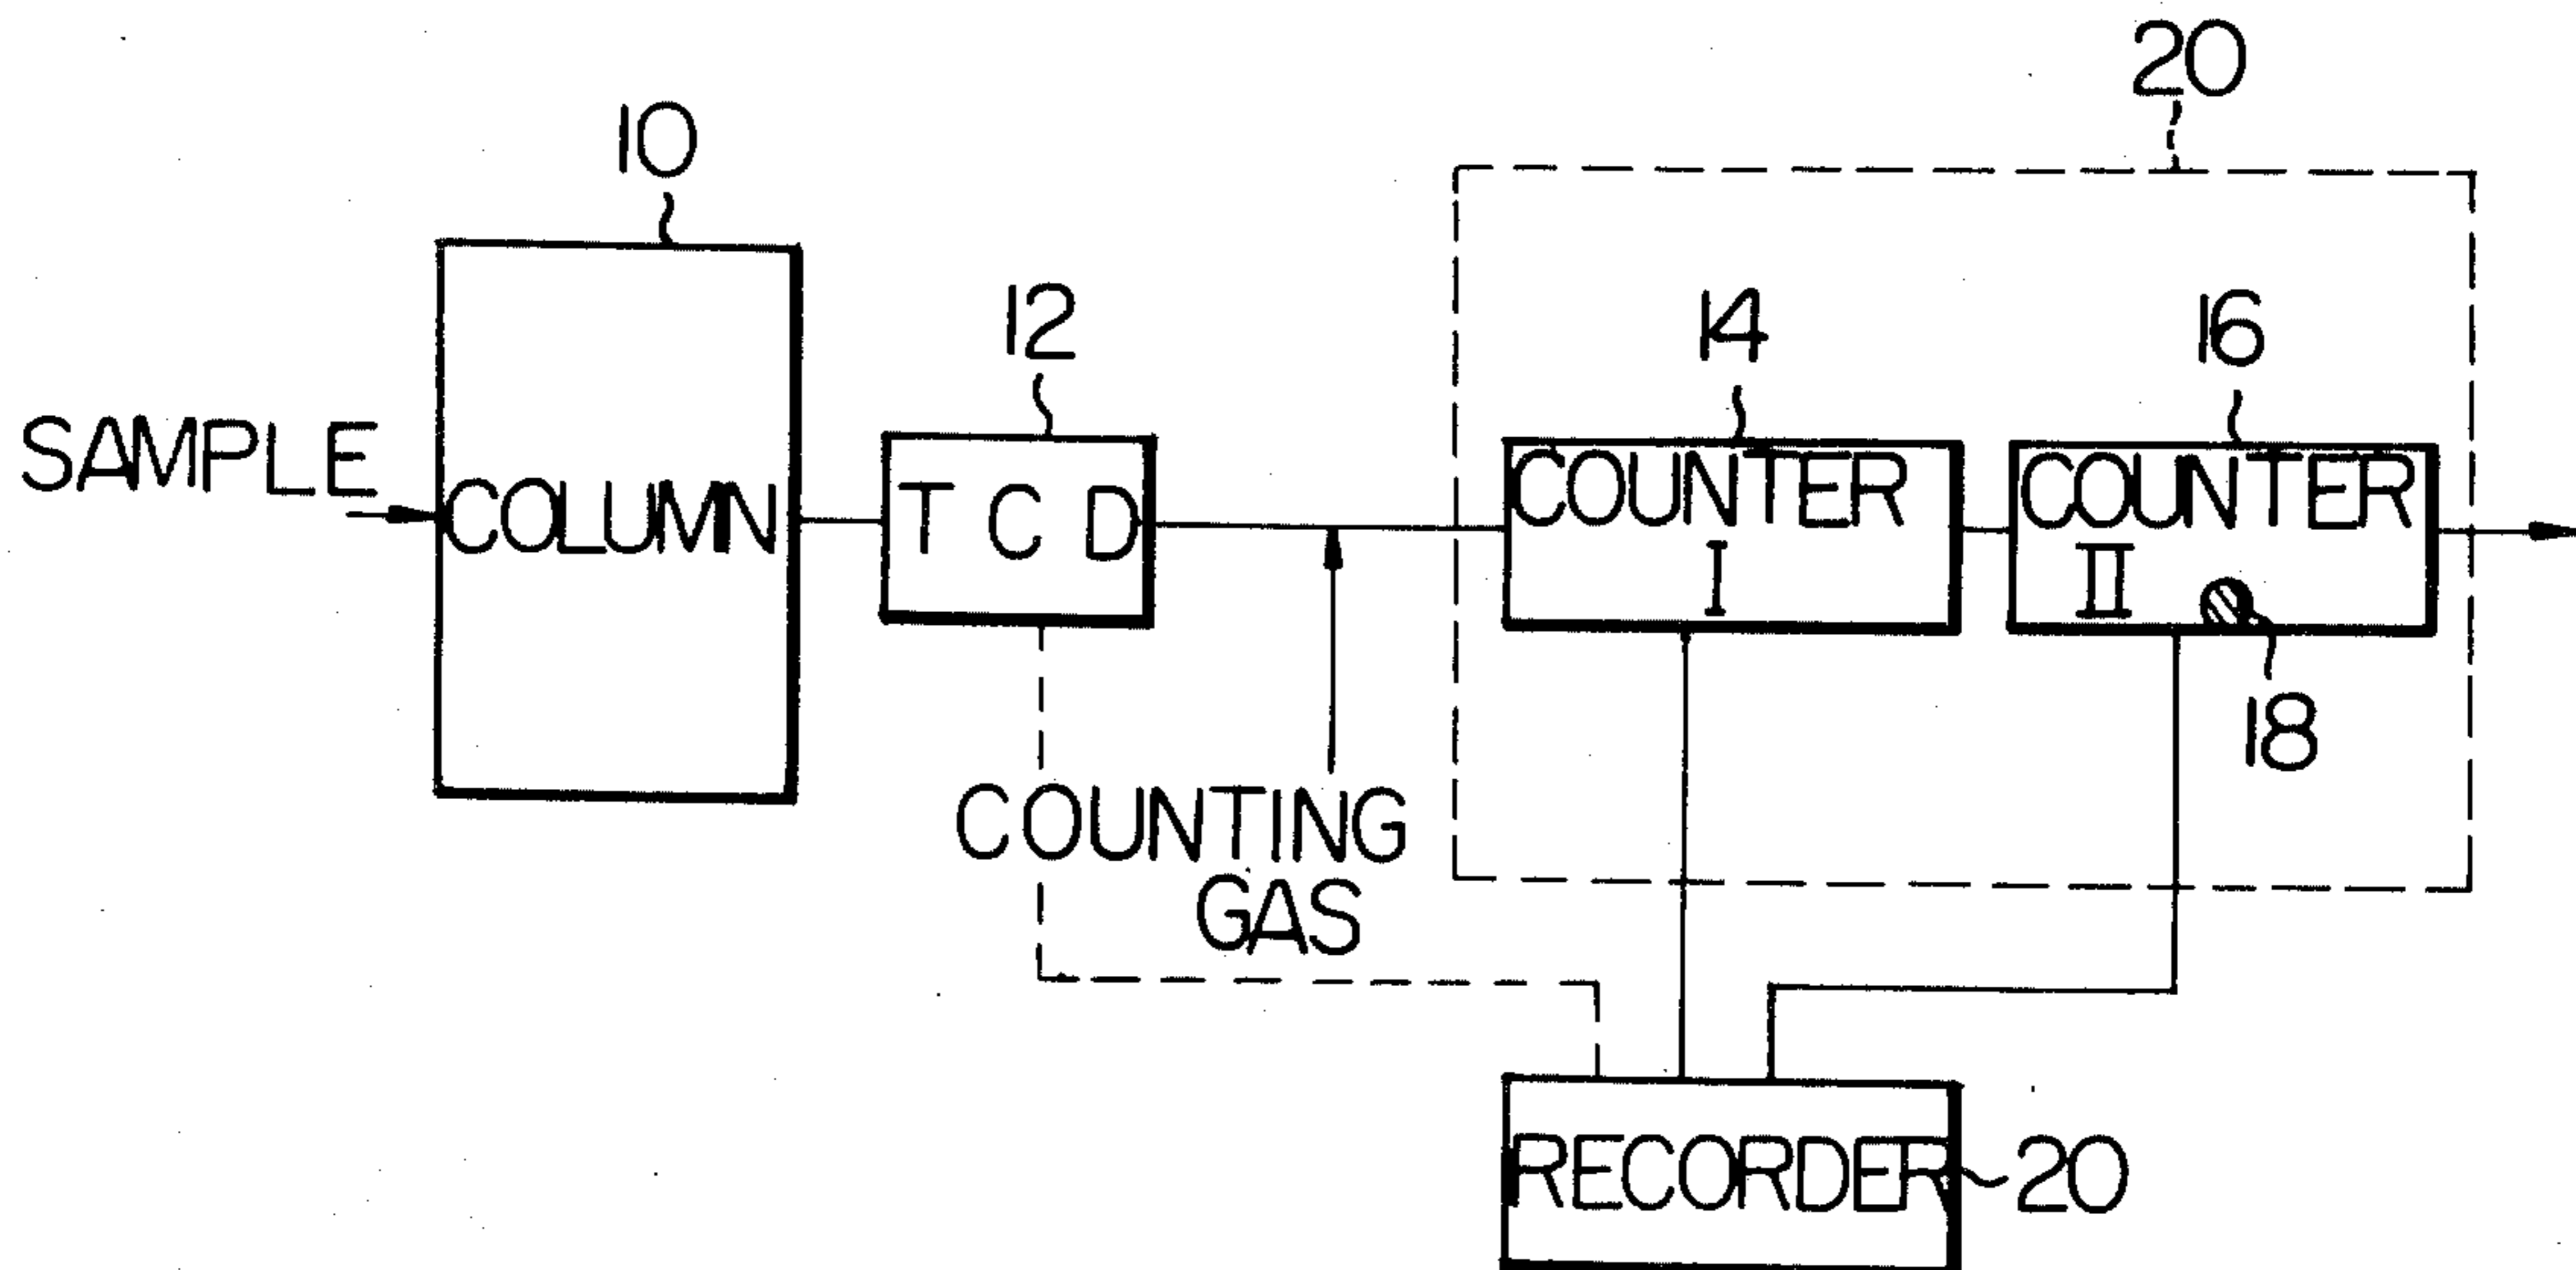 20
10
12
14
16
SAMPLE
COLUMN
T C D
COUNTER
I
COUNTER
II
18
COUNTING
GAS
RECORDER
20